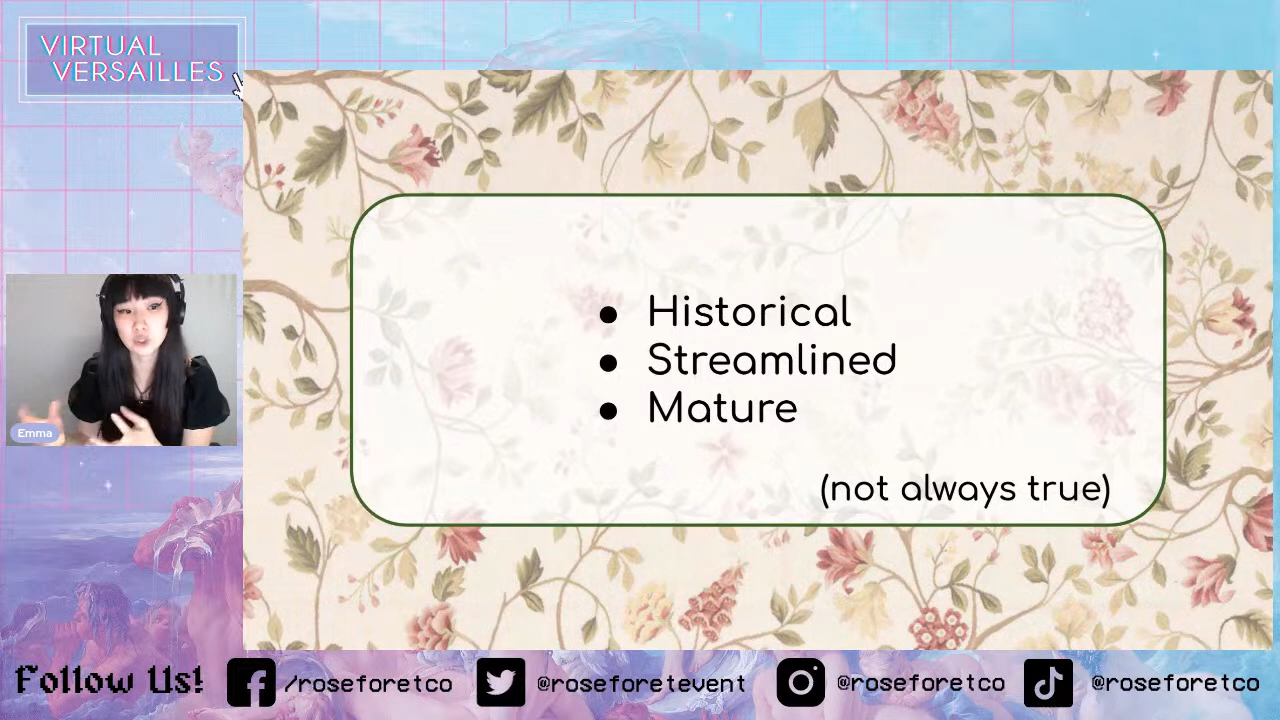 VIRTUAL
VERSAILLES
● Historical
● Streamlined
● Mature
(not always true)
Emma
Follow Us!
/roseforetco
@roseforetevent
@roseforetco
@roseforetco